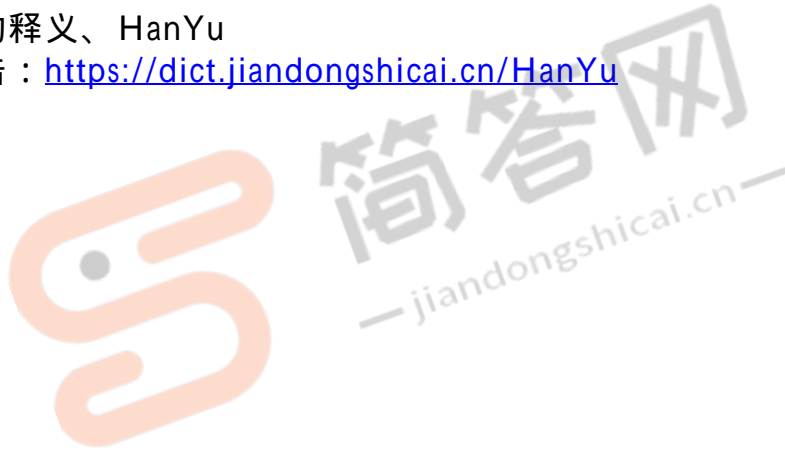 释义、HanYu
：https://dict.jiandongshicai.cn/HanYu
简答网
jiandongshicai.cn